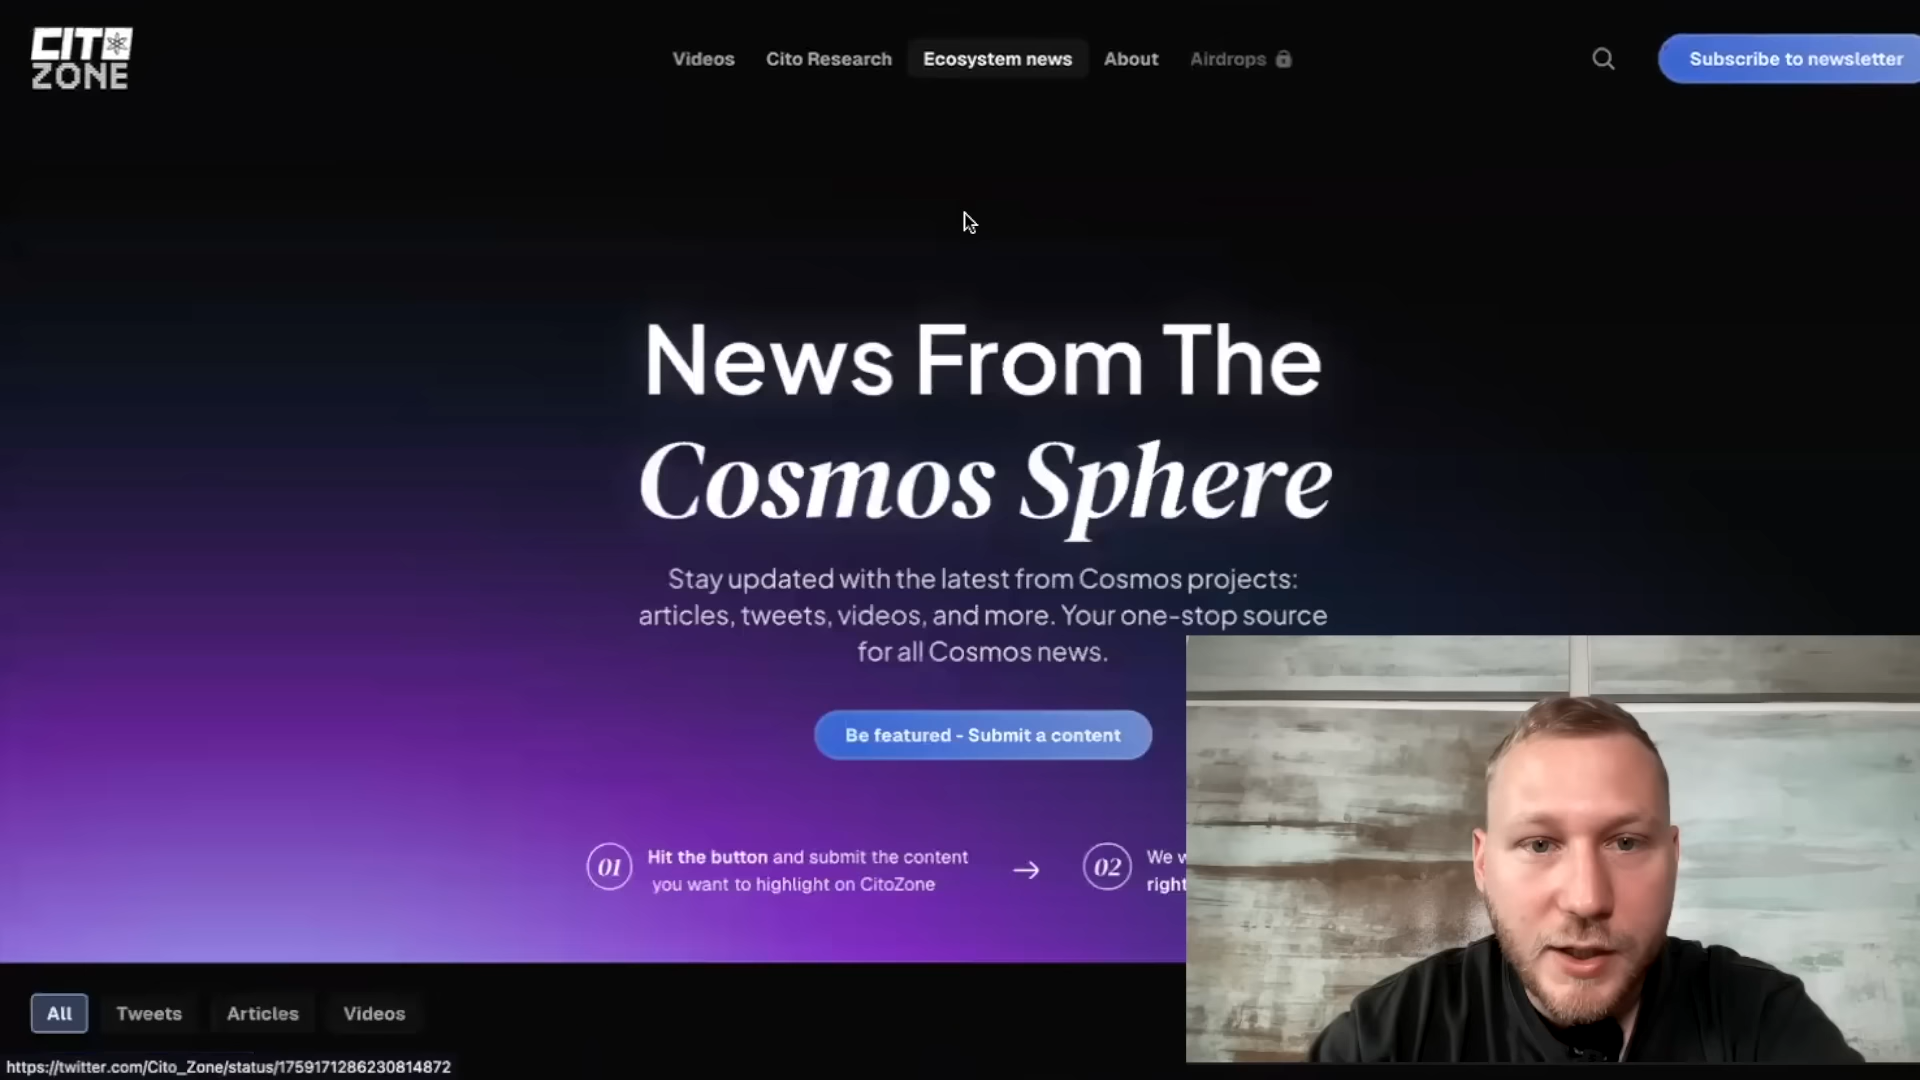 CITO
ZONE
Videos
Cito Research
Ecosystem news
About
Airdrops
Subscribe to newsletter
News From The
Cosmos Sphere
Stay updated with the latest from Cosmos projects:
articles, tweets, videos, and more. Your one-stop source
for all Cosmos news.
Be featured - Submit a content
01
Hit the button and submit the content
you want to highlight on CitoZone
→
02
We
right
All
Tweets
Articles
Videos
https://twitter.com/Cito_Zone/status/1759171286230814872